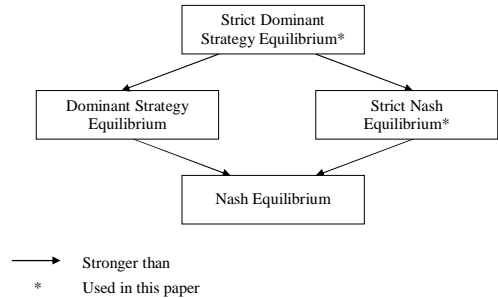 Strict Dominant
Strategy Equilibrium*
Dominant Strategy
Equilibrium
Strict Nash
Equilibrium*
Nash Equilibrium
Stronger than
* Used in this paper